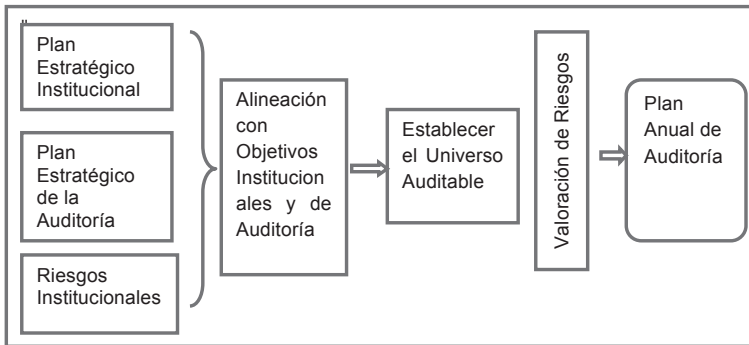 "
Plan
Estratégico
Institucional
Plan
Estratégico
de la
Auditoría
Riesgos
Institucionales
Alineación
con
Objetivos
Institucion
ales y de
Auditoría
Establecer
el Universo
Auditable
Valoración de Riesgos
Plan
Anual de
Auditoría